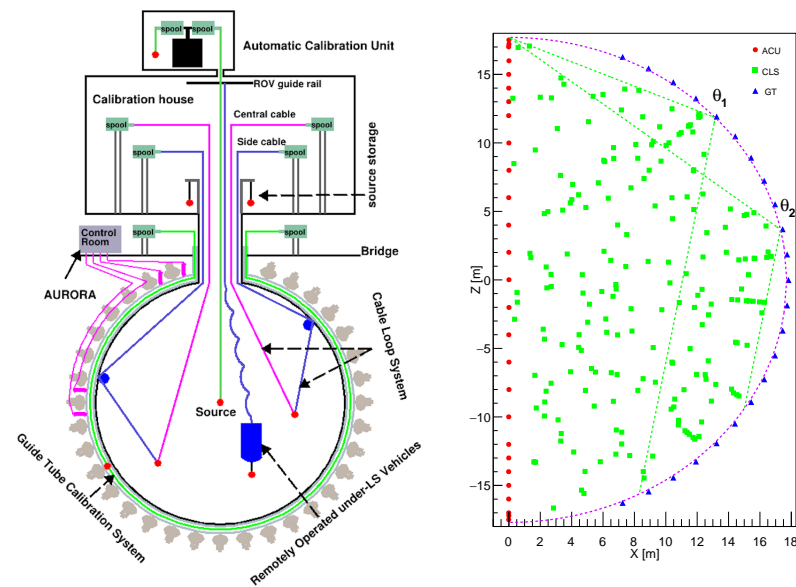 spool
spool
Automatic Calibration Unit
ROV guide rail
Calibration house
Central cable
spool
spool
Side cable
spool
spool
source storage
Control
Room
spool
spool
Bridge
AURORA
Cable Loop System
Source
Guide Tube Calibration System
Remotely Operated under-LS Vehicles
ACU
CLS
GT
θ1
θ2
Z [m]
15
10
5
0
−5
−10
−15
0 2 4 6 8 10 12 14 16 18
X [m]